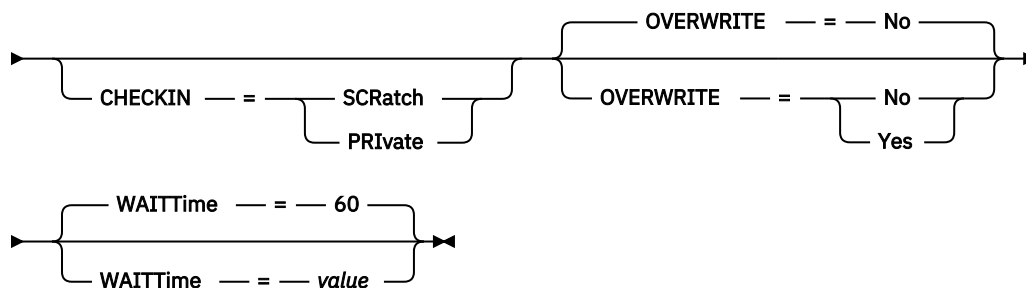 OVERWRITE = No
CHECKIN = SCRatch OVERWRITE = No
PRIvate Yes
WAITTime = 60
WAITTime = value